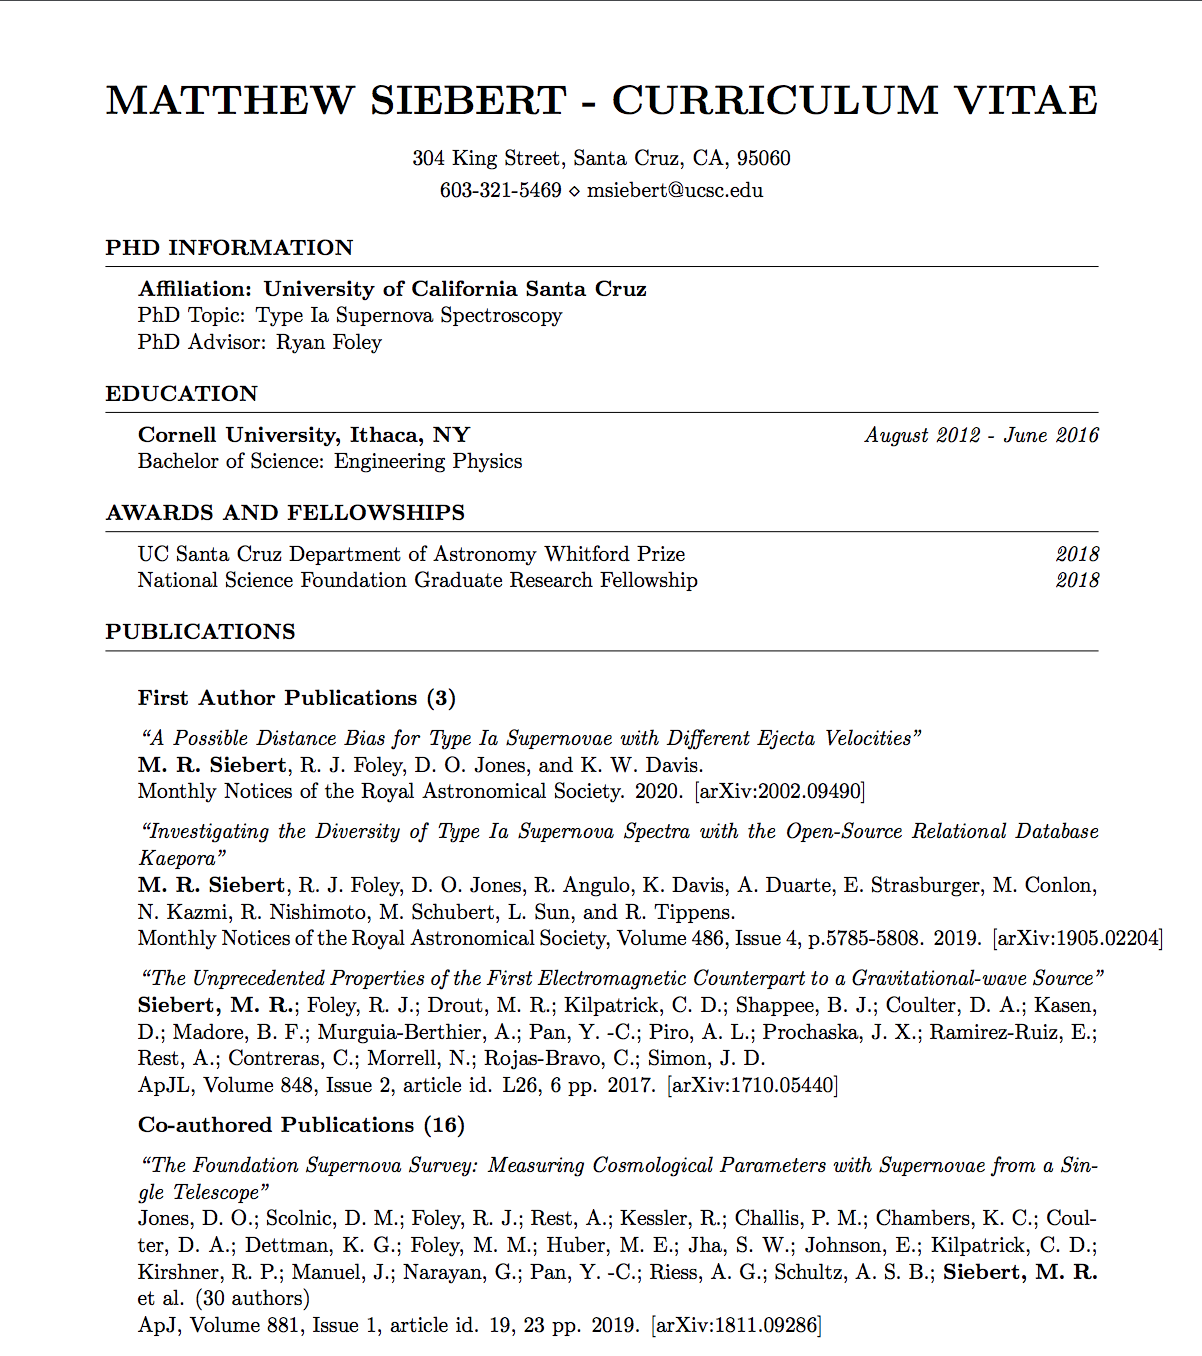 MATTHEW SIEBERT - CURRICULUM VITAE
304 King Street, Santa Cruz, CA, 95060
603-321-5469 ⋄ msiebert@ucsc.edu
PHD INFORMATION
Affiliation: University of California Santa Cruz
PhD Topic: Type Ia Supernova Spectroscopy
PhD Advisor: Ryan Foley
EDUCATION
Cornell University, Ithaca, NY August 2012 - June 2016
Bachelor of Science: Engineering Physics
AWARDS AND FELLOWSHIPS
UC Santa Cruz Department of Astronomy Whitford Prize 2018
National Science Foundation Graduate Research Fellowship 2018
PUBLICATIONS
First Author Publications (3)
“A Possible Distance Bias for Type Ia Supernovae with Different Ejecta Velocities”
M. R. Siebert, R. J. Foley, D. O. Jones, and K. W. Davis.
Monthly Notices of the Royal Astronomical Society. 2020. [arXiv:2002.09490]
“Investigating the Diversity of Type Ia Supernova Spectra with the Open-Source Relational Database
Kaepora”
M. R. Siebert, R. J. Foley, D. O. Jones, R. Angulo, K. Davis, A. Duarte, E. Strasburger, M. Conlon,
N. Kazmi, R. Nishimoto, M. Schubert, L. Sun, and R. Tippens.
Monthly Notices of the Royal Astronomical Society, Volume 486, Issue 4, p.5785-5808. 2019. [arXiv:1905.02204]
“The Unprecedented Properties of the First Electromagnetic Counterpart to a Gravitational-wave Source”
Siebert, M. R.; Foley, R. J.; Drout, M. R.; Kilpatrick, C. D.; Shappee, B. J.; Coulter, D. A.; Kasen,
D.; Madore, B. F.; Murguia-Berthier, A.; Pan, Y. -C.; Piro, A. L.; Prochaska, J. X.; Ramirez-Ruiz, E.;
Rest, A.; Contreras, C.; Morrell, N.; Rojas-Bravo, C.; Simon, J. D.
ApJL, Volume 848, Issue 2, article id. L26, 6 pp. 2017. [arXiv:1710.05440]
Co-authored Publications (16)
“The Foundation Supernova Survey: Measuring Cosmological Parameters with Supernovae from a Sin-
gle Telescope”
Jones, D. O.; Scolnic, D. M.; Foley, R. J.; Rest, A.; Kessler, R.; Challis, P. M.; Chambers, K. C.; Coul-
ter, D. A.; Dettman, K. G.; Foley, M. M.; Huber, M. E.; Jha, S. W.; Johnson, E.; Kilpatrick, C. D.;
Kirshner, R. P.; Manuel, J.; Narayan, G.; Pan, Y. -C.; Riess, A. G.; Schultz, A. S. B.; Siebert, M. R.
et al. (30 authors)
ApJ, Volume 881, Issue 1, article id. 19, 23 pp. 2019. [arXiv:1811.09286]